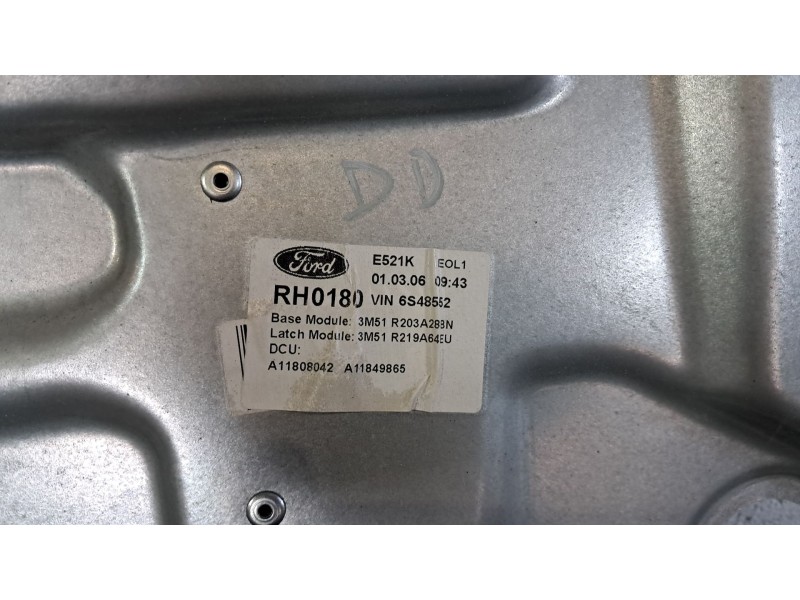 DD
Ford E521K EOL1
01.03.06 09:43
RH0180 VIN 6S48552
Base Module: 3M51 R203A28BN
Latch Module: 3M51 R219A64EU
DCU:
A11808042 A11849865